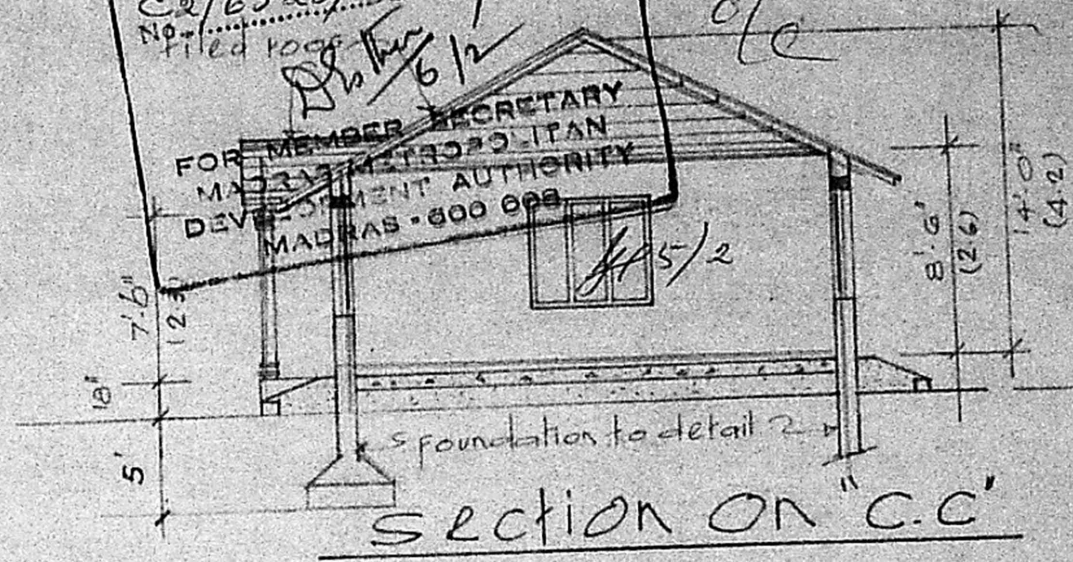 No.
Tiled roof
6/2
FOR MEMBER SECRETARY
MADRAS METROPOLITAN
DEVELOPMENT AUTHORITY
MADRAS - 600 008
5/2
7'.6"
8'.6"
(2.6)
14'.0"
(4.2)
18"
5'
foundation to detail 2
section on "C.C"